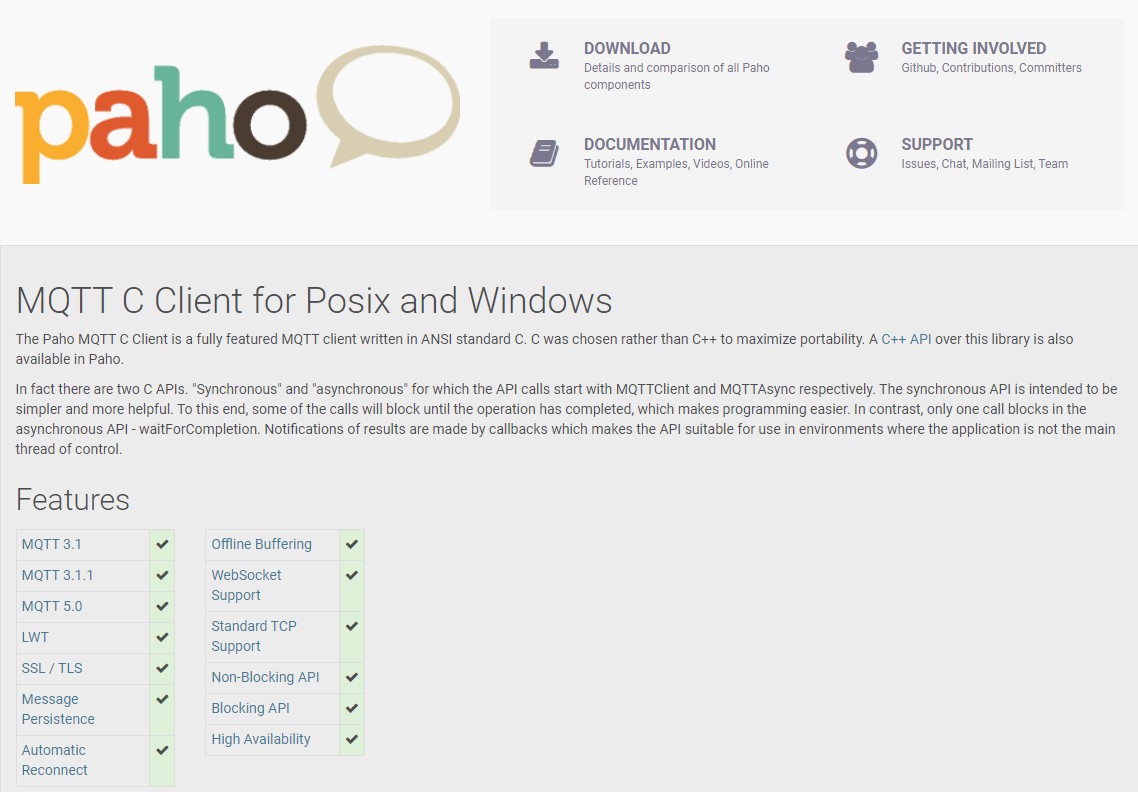 paho
DOWNLOAD
Details and comparison of all Paho
components
GETTING INVOLVED
Github, Contributions, Committers
DOCUMENTATION
Tutorials, Examples, Videos, Online
Reference
SUPPORT
Issues, Chat, Mailing List, Team
MQTT C Client for Posix and Windows
The Paho MQTT C Client is a fully featured MQTT client written in ANSI standard C. C was chosen rather than C++ to maximize portability. A C++ API over this library is also
available in Paho.
In fact there are two C APIs. "Synchronous" and "asynchronous" for which the API calls start with MQTTClient and MQTTAsync respectively. The synchronous API is intended to be
simpler and more helpful. To this end, some of the calls will block until the operation has completed, which makes programming easier. In contrast, only one call blocks in the
asynchronous API - waitForCompletion. Notifications of results are made by callbacks which makes the API suitable for use in environments where the application is not the main
thread of control.
Features
MQTT 3.1
MQTT 3.1.1
MQTT 5.0
LWT
SSL / TLS
Message
Persistence
Automatic
Reconnect
Offline Buffering
WebSocket
Support
Standard TCP
Support
Non-Blocking API
Blocking API
High Availability